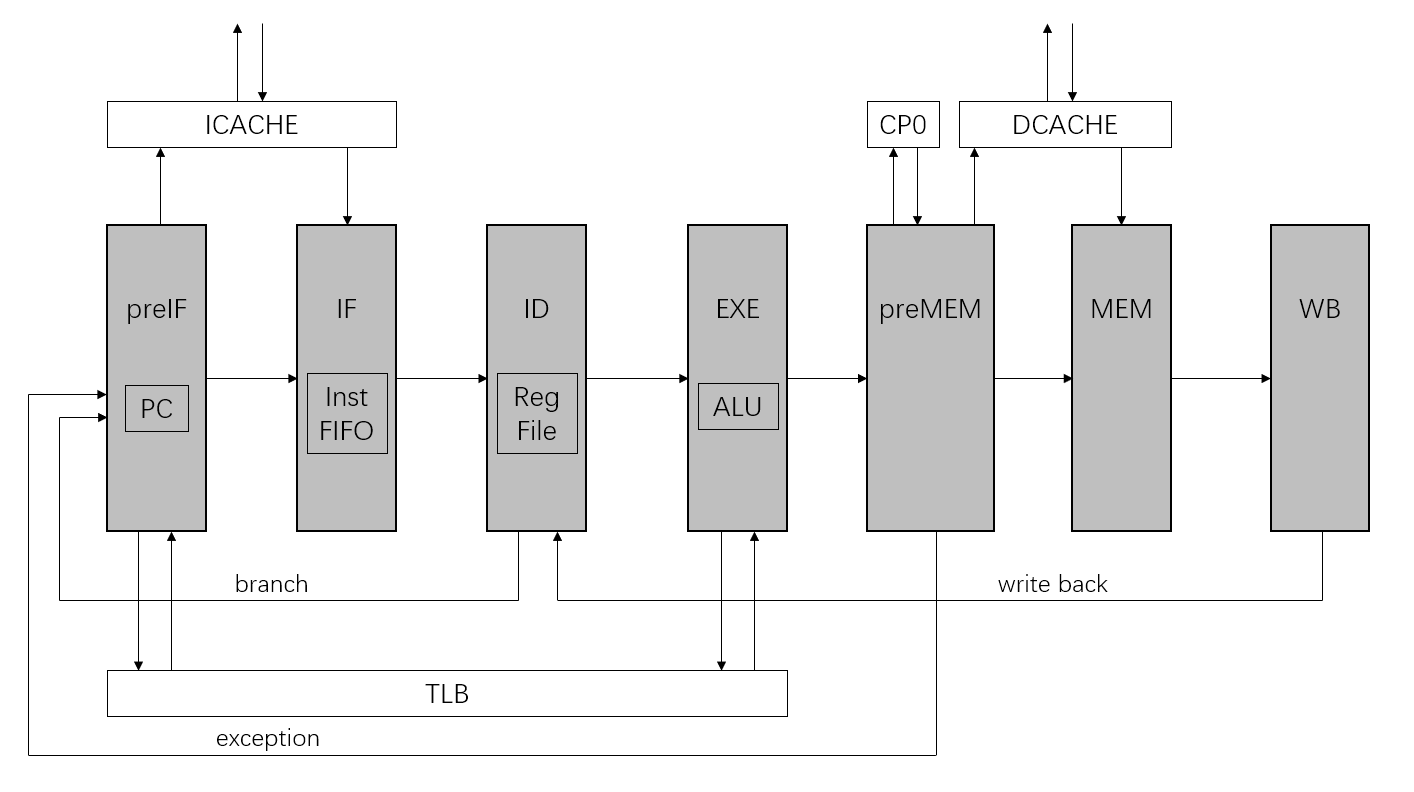 ICACHE
CP0
DCACHE
preIF
IF
ID
EXE
preMEM
MEM
WB
PC
Inst
FIFO
Reg
File
ALU
branch
write back
TLB
exception